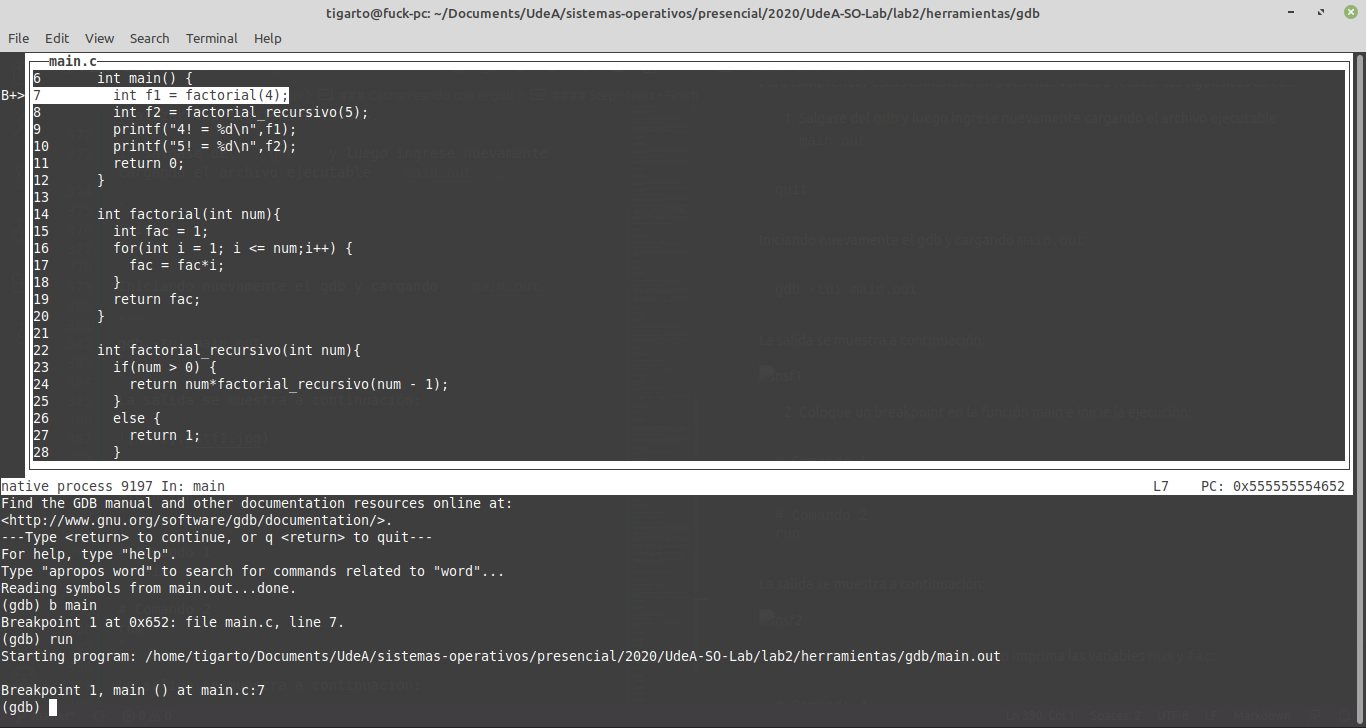 tigarto@fuck-pc: ~/Documents/UdeA/sistemas-operativos/presencial/2020/UdeA-SO-Lab/lab2/herramientas/gdb
File Edit View Search Terminal Help
main.c
6 int main() {
B+> 7 int f1 = factorial(4);
8 int f2 = factorial_recursivo(5);
9 printf("4! = %d\n",f1);
10 printf("5! = %d\n",f2);
11 return 0;
12 }
13
14 int factorial(int num){
15 int fac = 1;
16 for(int i = 1; i <= num;i++) {
17 fac = fac*i;
18 }
19 return fac;
20 }
21
22 int factorial_recursivo(int num){
23 if(num > 0) {
24 return num*factorial_recursivo(num - 1);
25 }
26 else {
27 return 1;
28 }
native process 9197 In: main L7 PC: 0x555555554652
Find the GDB manual and other documentation resources online at:
<http://www.gnu.org/software/gdb/documentation/>.
---Type <return> to continue, or q <return> to quit---
For help, type "help".
Type "apropos word" to search for commands related to "word"...
Reading symbols from main.out...done.
(gdb) b main
Breakpoint 1 at 0x652: file main.c, line 7.
(gdb) run
Starting program: /home/tigarto/Documents/UdeA/sistemas-operativos/presencial/2020/UdeA-SO-Lab/lab2/herramientas/gdb/main.out
Breakpoint 1, main () at main.c:7
(gdb)